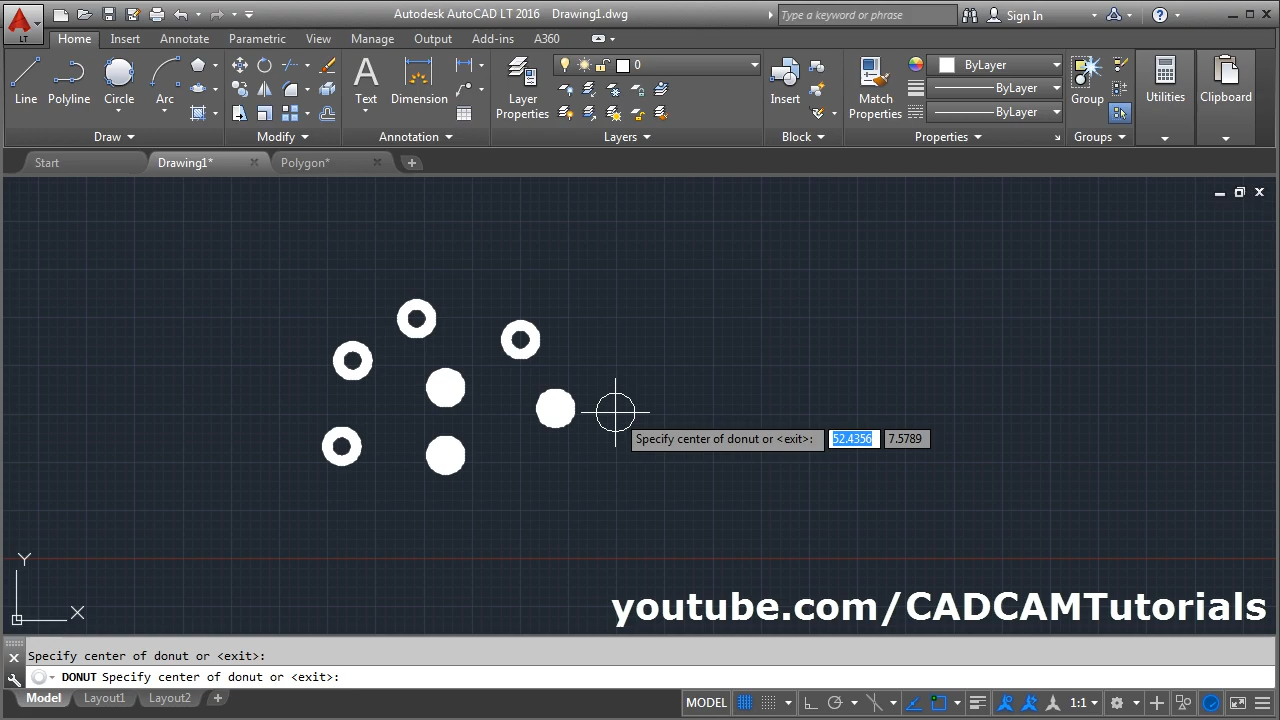 Autodesk AutoCAD LT 2016 Drawing1.dwg
Type a keyword or phrase
Sign In
LT
Home Insert Annotate Parametric View Manage Output Add-ins A360
Line Polyline Circle Arc Text Dimension Layer Properties 0 Insert Match Properties ByLayer ByLayer ByLayer Group Utilities Clipboard
Draw Modify Annotation Layers Block Properties Groups
Start Drawing1* Polygon*
Specify center of donut or <exit>: 52.4356 7.5789
Y
X
youtube.com/CADCAMTutorials
Specify center of donut or <exit>:
DONUT Specify center of donut or <exit>:
Model Layout1 Layout2 MODEL 1:1